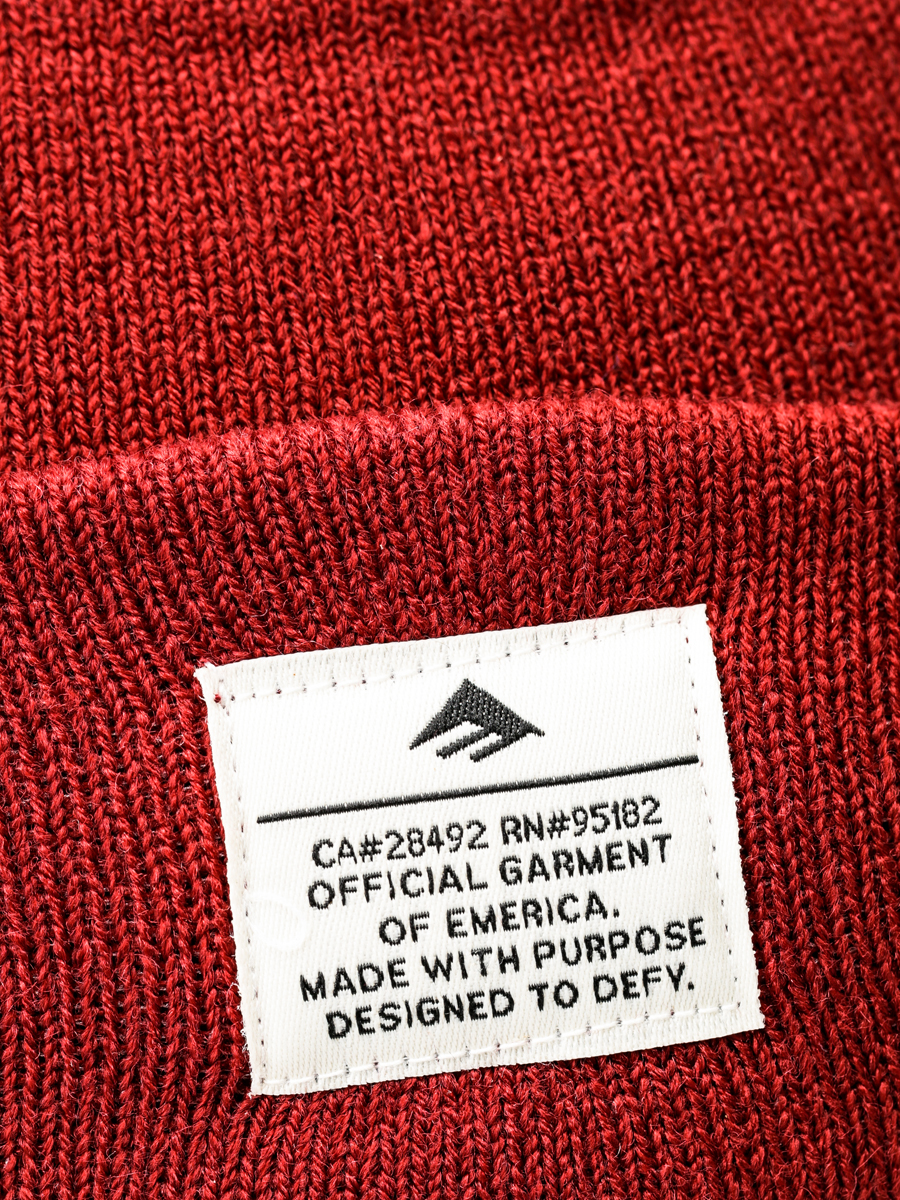 CA#28492 RN#95182
OFFICIAL GARMENT
OF EMERICA.
MADE WITH PURPOSE
DESIGNED TO DEFY.